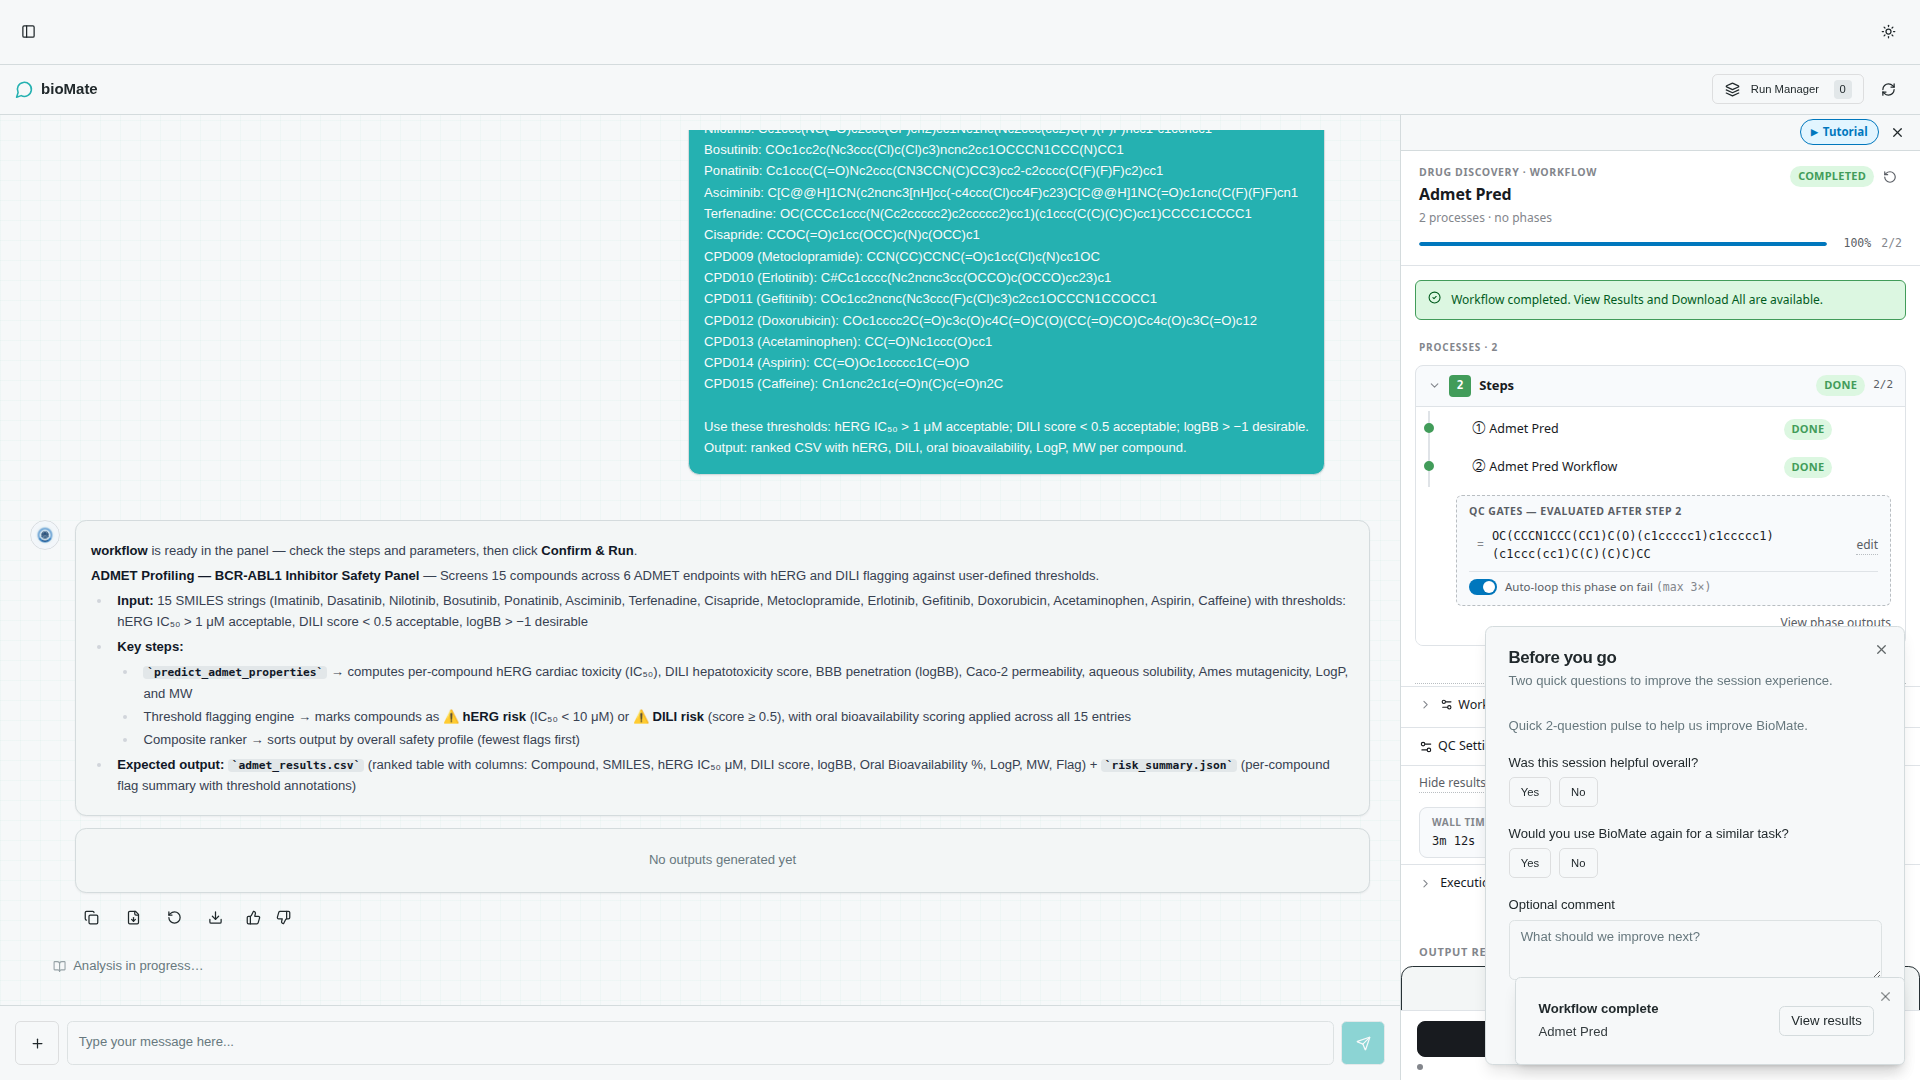 bioMate
Run Manager 0
Nilotinib: Cc1ccc(NC(=O)c2ccc(CF)cn2)cc1Nc1nc(Nc2ccc(cc2)C(F)(F)F)ncc1-c1ccncc1
Bosutinib: COc1cc2c(Nc3ccc(Cl)c(Cl)c3)ncnc2cc1OCCCN1CCC(N)CC1
Ponatinib: Cc1ccc(C(=O)Nc2ccc(CN3CCN(C)CC3)cc2-c2ccc(C(F)(F)F)c2)cc1
Asciminib: C[C@@H]1CN(c2ncnc3[nH]cc(-c4ccc(Cl)cc4F)c23)C[C@@H]1NC(=O)c1cnc(C(F)(F)F)cn1
Terfenadine: OC(CCCc1ccc(N(Cc2ccccc2)c2ccccc2)cc1)(c1ccc(C(C)(C)C)cc1)CCCC1CCCC1
Cisapride: CCOC(=O)c1cc(OCC)c(N)c(OCC)c1
CPD009 (Metoclopramide): CCN(CC)CCNC(=O)c1cc(Cl)c(N)cc1OC
CPD010 (Erlotinib): C#Cc1cccc(Nc2ncnc3cc(OCCO)c(OCCO)cc23)c1
CPD011 (Gefitinib): COc1cc2ncnc(Nc3ccc(F)c(Cl)c3)c2cc1OCCCN1CCOCC1
CPD012 (Doxorubicin): COc1cccc2C(=O)c3c(O)c4C(=O)C(O)(CC(=O)CO)Cc4c(O)c3C(=O)c12
CPD013 (Acetaminophen): CC(=O)Nc1ccc(O)cc1
CPD014 (Aspirin): CC(=O)Oc1ccccc1C(=O)O
CPD015 (Caffeine): Cn1cnc2c1c(=O)n(C)c(=O)n2C
Use these thresholds: hERG IC₅₀ > 1 μM acceptable; DILI score < 0.5 acceptable; logBB > −1 desirable.
Output: ranked CSV with hERG, DILI, oral bioavailability, LogP, MW per compound.
workflow is ready in the panel — check the steps and parameters, then click Confirm & Run.
ADMET Profiling — BCR-ABL1 Inhibitor Safety Panel — Screens 15 compounds across 6 ADMET endpoints with hERG and DILI flagging against user-defined thresholds.
Input: 15 SMILES strings (Imatinib, Dasatinib, Nilotinib, Bosutinib, Ponatinib, Asciminib, Terfenadine, Cisapride, Metoclopramide, Erlotinib, Gefitinib, Doxorubicin, Acetaminophen, Aspirin, Caffeine) with thresholds:
hERG IC₅₀ > 1 μM acceptable, DILI score < 0.5 acceptable, logBB > −1 desirable
Key steps:
`predict_admet_properties` → computes per-compound hERG cardiac toxicity (IC₅₀), DILI hepatotoxicity score, BBB penetration (logBB), Caco-2 permeability, aqueous solubility, Ames mutagenicity, LogP,
and MW
Threshold flagging engine → marks compounds as ⚠️ hERG risk (IC₅₀ < 10 μM) or ⚠️ DILI risk (score ≥ 0.5), with oral bioavailability scoring applied across all 15 entries
Composite ranker → sorts output by overall safety profile (fewest flags first)
Expected output: `admet_results.csv` (ranked table with columns: Compound, SMILES, hERG IC₅₀ μM, DILI score, logBB, Oral Bioavailability %, LogP, MW, Flag) + `risk_summary.json` (per-compound
flag summary with threshold annotations)
No outputs generated yet
Analysis in progress…
Type your message here...
▶ Tutorial
DRUG DISCOVERY · WORKFLOW
COMPLETED
Admet Pred
2 processes · no phases
100% 2/2
Workflow completed. View Results and Download All are available.
PROCESSES · 2
2 Steps DONE 2/2
① Admet Pred DONE
② Admet Pred Workflow DONE
QC GATES — EVALUATED AFTER STEP 2
= OC(CCCN1CCC(CC1)C(O)(c1ccccc1)c1ccccc1)
(c1ccc(cc1)C(C)(C)C)CC
edit
Auto-loop this phase on fail (max 3×)
View phase outputs
Work
QC Setti
Hide results
WALL TIM
3m 12s
Executio
OUTPUT RE
Before you go
Two quick questions to improve the session experience.
Quick 2-question pulse to help us improve BioMate.
Was this session helpful overall?
Yes No
Would you use BioMate again for a similar task?
Yes No
Optional comment
What should we improve next?
Workflow complete
Admet Pred
View results